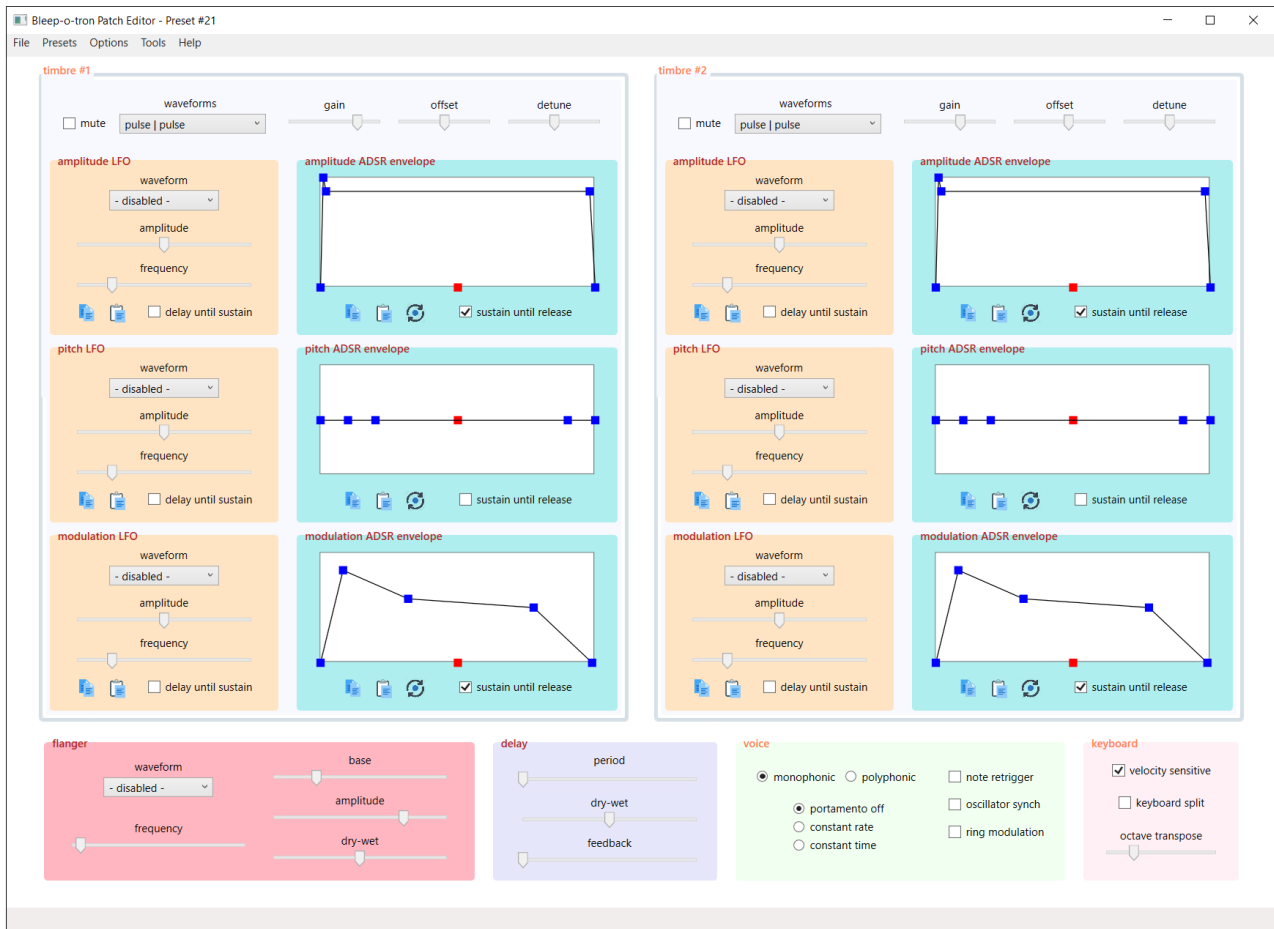 Bleep-o-tron Patch Editor - Preset #21
File Presets Options Tools Help
timbre #1
waveforms
gain
offset
detune
mute
pulse | pulse
amplitude LFO
waveform
- disabled -
amplitude
frequency
delay until sustain
amplitude ADSR envelope
sustain until release
pitch LFO
waveform
- disabled -
amplitude
frequency
delay until sustain
pitch ADSR envelope
sustain until release
modulation LFO
waveform
- disabled -
amplitude
frequency
delay until sustain
modulation ADSR envelope
sustain until release
timbre #2
waveforms
gain
offset
detune
mute
pulse | pulse
amplitude LFO
waveform
- disabled -
amplitude
frequency
delay until sustain
amplitude ADSR envelope
sustain until release
pitch LFO
waveform
- disabled -
amplitude
frequency
delay until sustain
pitch ADSR envelope
sustain until release
modulation LFO
waveform
- disabled -
amplitude
frequency
delay until sustain
modulation ADSR envelope
sustain until release
flanger
waveform
- disabled -
frequency
base
amplitude
dry-wet
delay
period
dry-wet
feedback
voice
monophonic
polyphonic
portamento off
constant rate
constant time
note retrigger
oscillator synch
ring modulation
keyboard
velocity sensitive
keyboard split
octave transpose